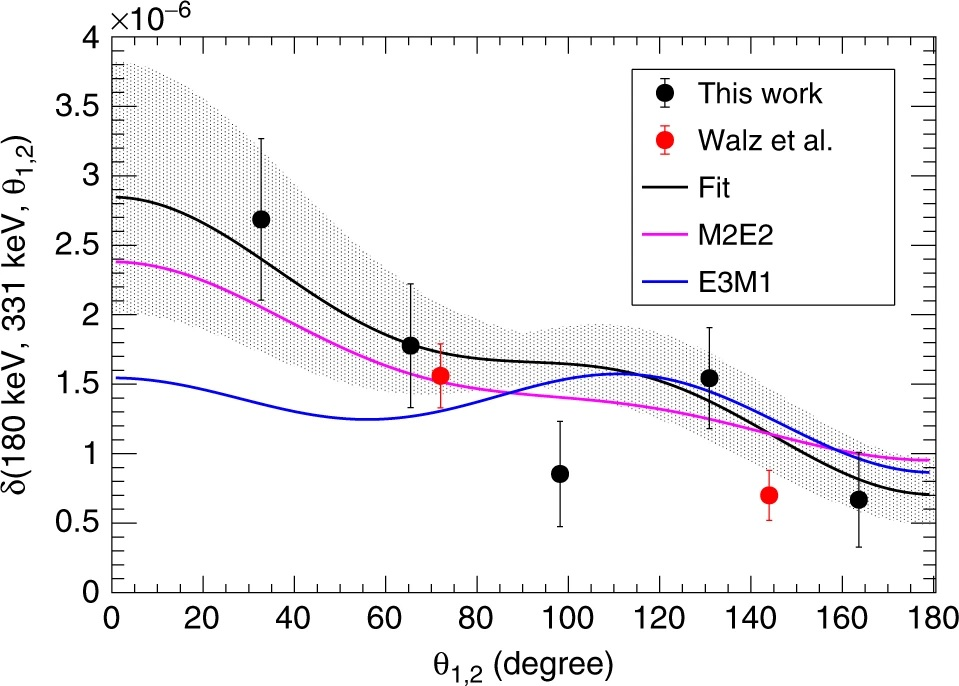 ×10⁻⁶
4
3.5
3
2.5
2
1.5
1
0.5
0
δ(180 keV, 331 keV, θ₁,₂)
This work
Walz et al.
Fit
M2E2
E3M1
0 20 40 60 80 100 120 140 160 180
θ₁,₂ (degree)